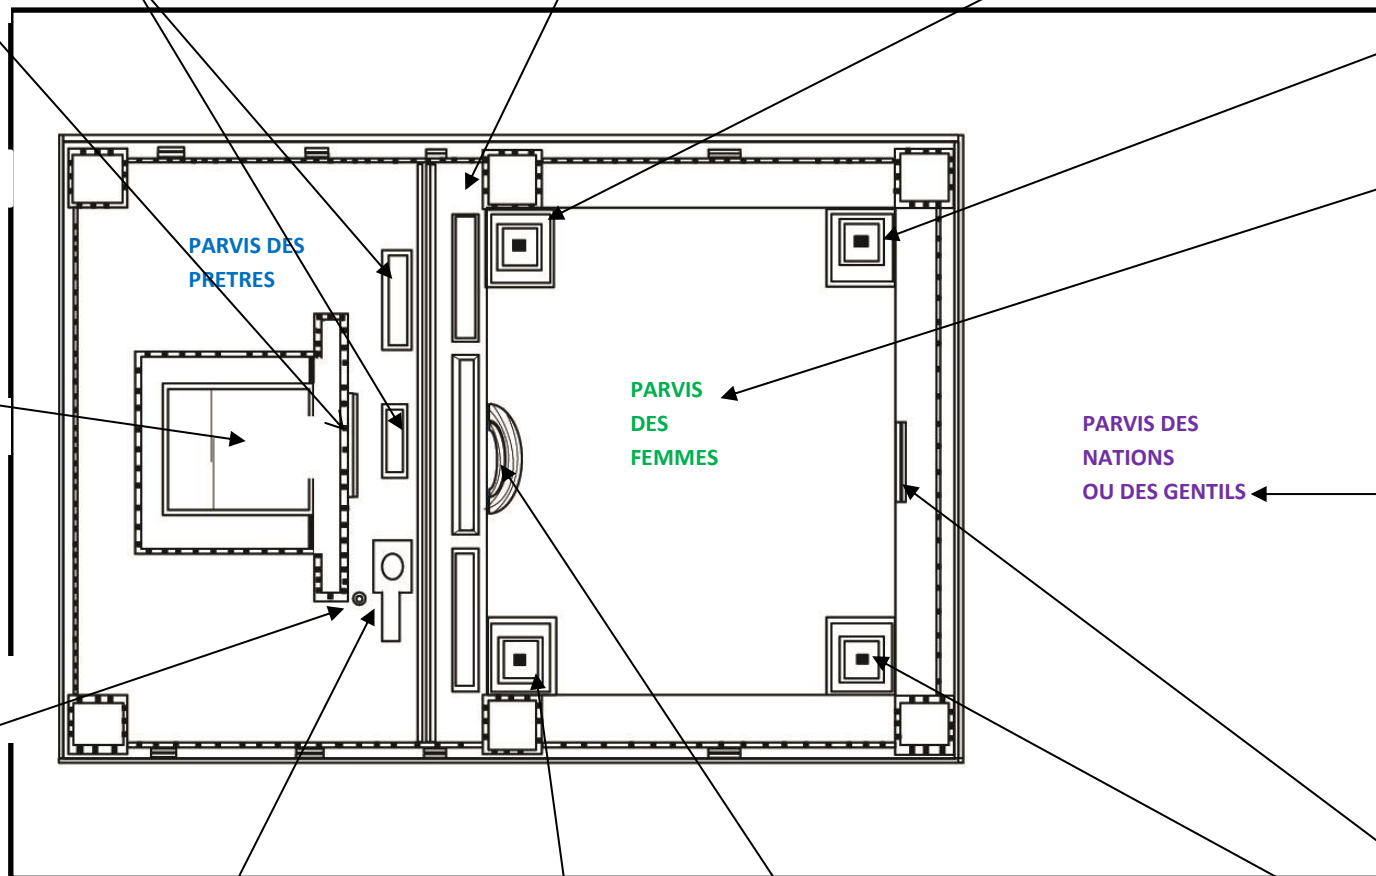 PARVIS DES
PRETRES
PARVIS
DES
FEMMES
PARVIS DES
NATIONS
OU DES GENTILS